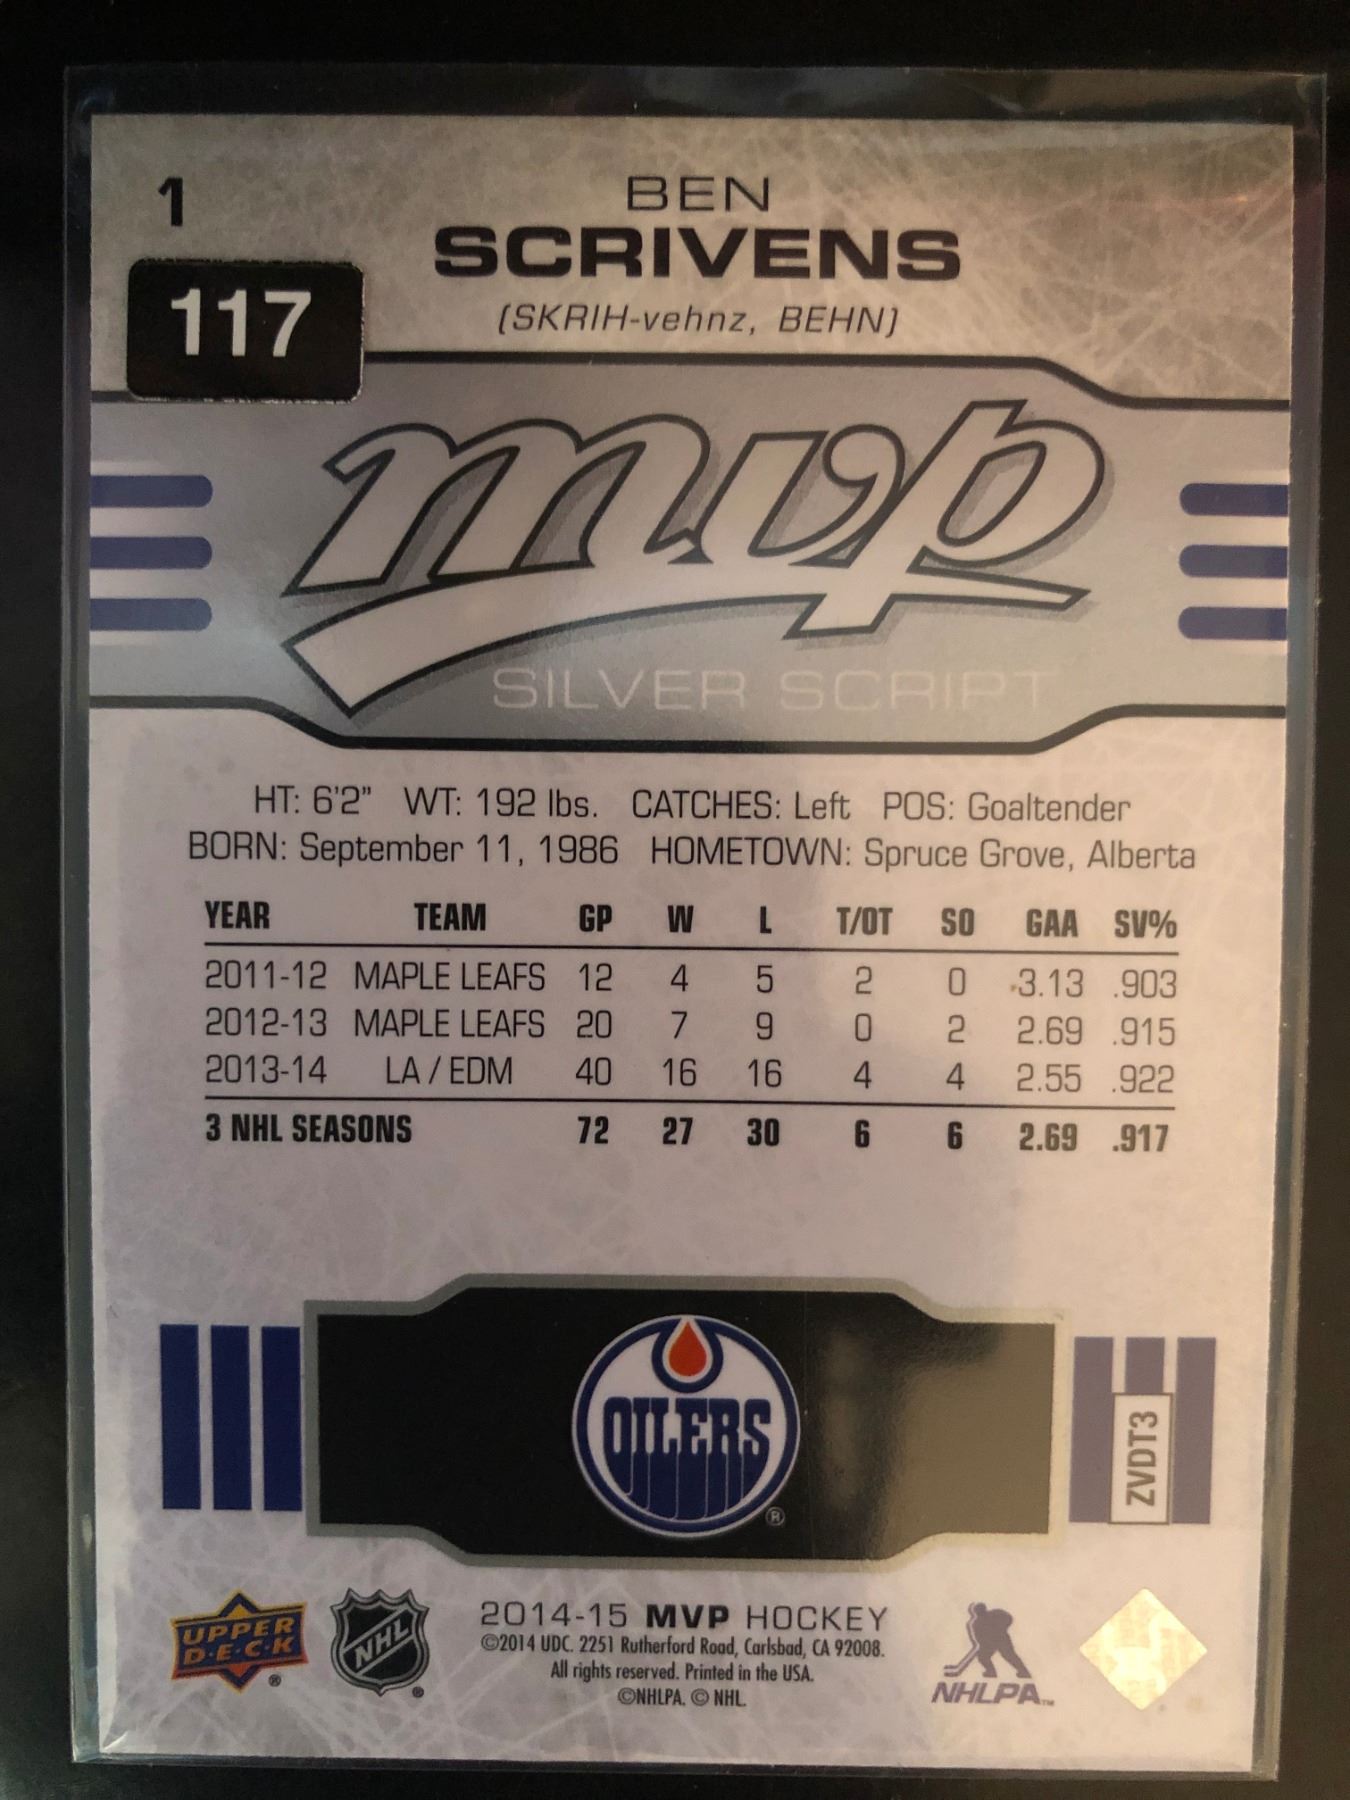 1
117
BEN
SCRIVENS
(SKRIH-vehnz, BEHN)
mvp
SILVER SCRIPT
HT: 6'2" WT: 192 lbs. CATCHES: Left POS: Goaltender
BORN: September 11, 1986 HOMETOWN: Spruce Grove, Alberta
YEAR TEAM GP W L T/OT SO GAA SV%
2011-12 MAPLE LEAFS 12 4 5 2 0 3.13 .903
2012-13 MAPLE LEAFS 20 7 9 0 2 2.69 .915
2013-14 LA / EDM 40 16 16 4 4 2.55 .922
3 NHL SEASONS 72 27 30 6 6 2.69 .917
OILERS
®
ZVDT3
UPPER
D·E·C·K
®
NHL
®
2014-15 MVP HOCKEY
©2014 UDC. 2251 Rutherford Road, Carlsbad, CA 92008.
All rights reserved. Printed in the USA.
©NHLPA. © NHL.
NHLPA™